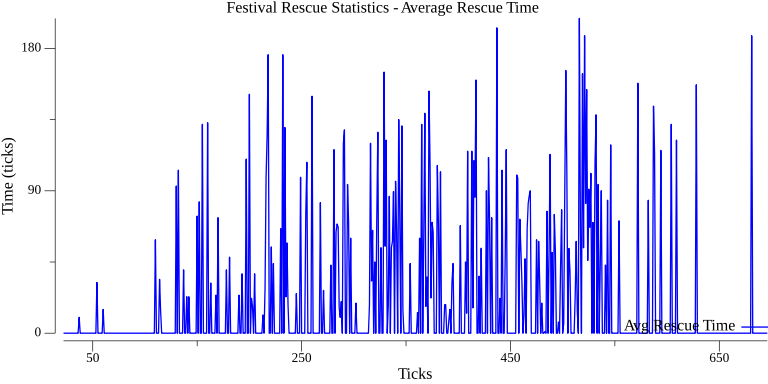 Festival Rescue Statistics - Average Rescue Time
180
90
0
Time (ticks)
Avg Rescue Time
50
250
450
650
Ticks